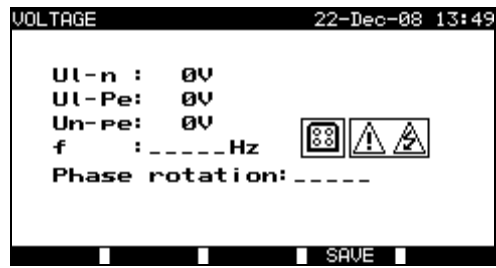 VOLTAGE 22-Dec-08 13:49
Ul-n : 0V
Ul-Pe: 0V
Un-pe: 0V
f :_____Hz
Phase rotation:_____
SAVE